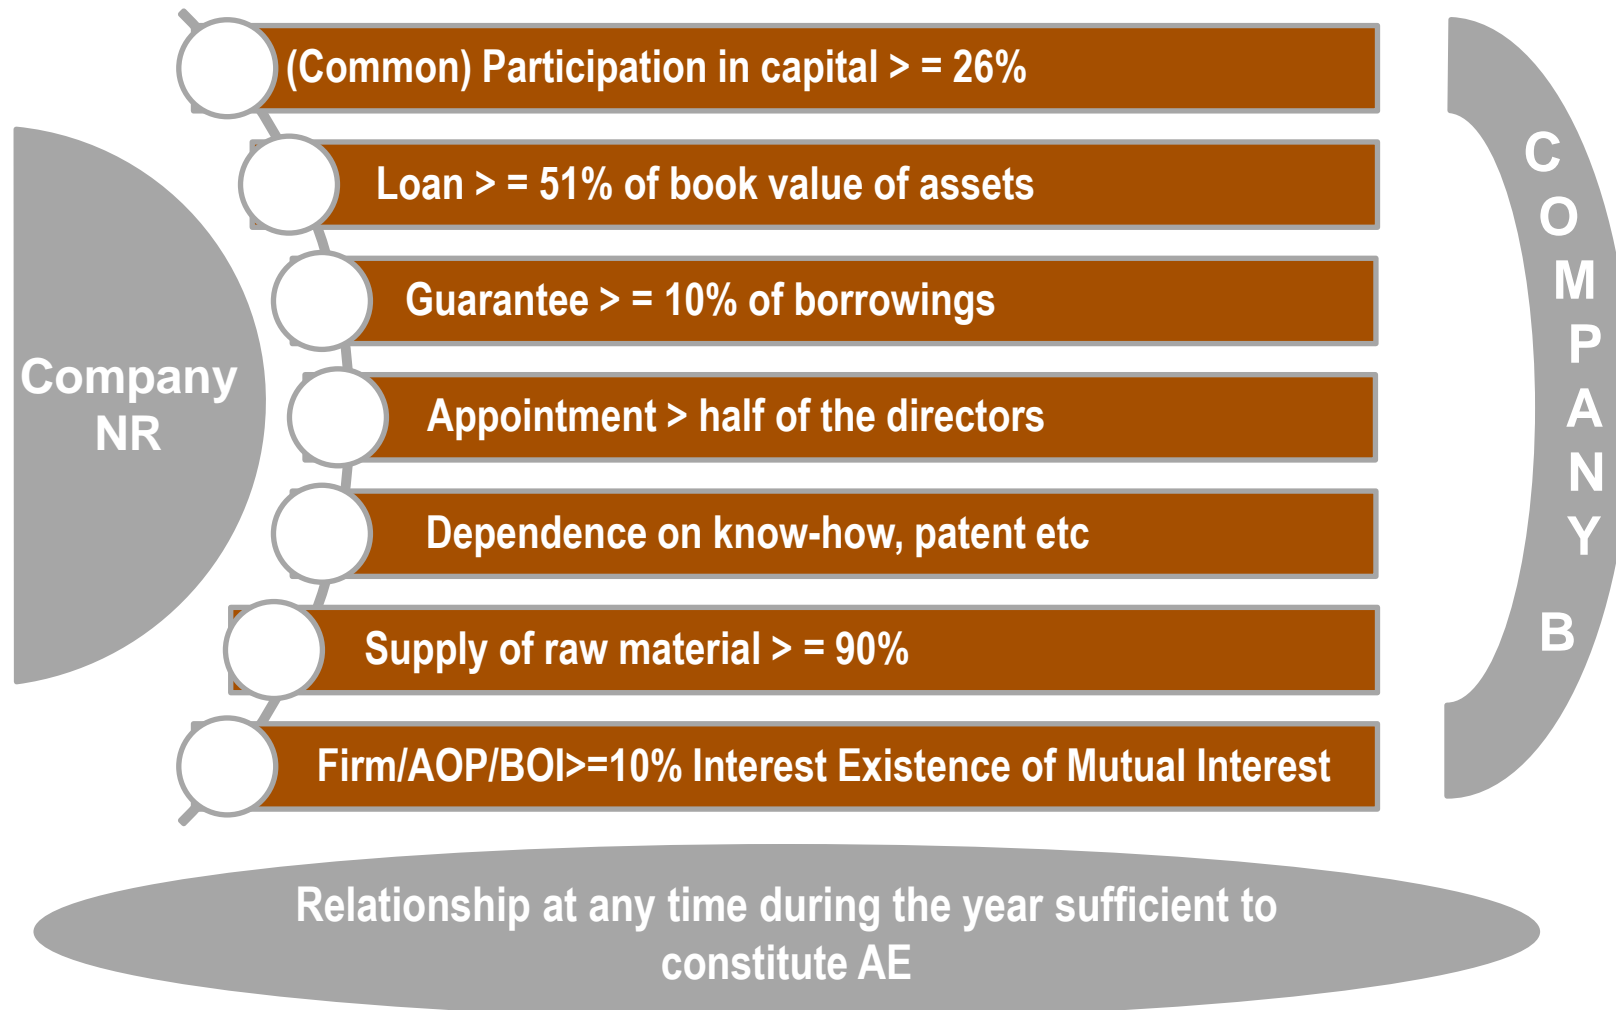 (Common) Participation in capital > = 26%
Loan > = 51% of book value of assets
Guarantee > = 10% of borrowings
Appointment > half of the directors
Dependence on know-how, patent etc
Supply of raw material > = 90%
Firm/AOP/BOI>=10% Interest Existence of Mutual Interest
Company
NR
COMPANY B
Relationship at any time during the year sufficient to
constitute AE